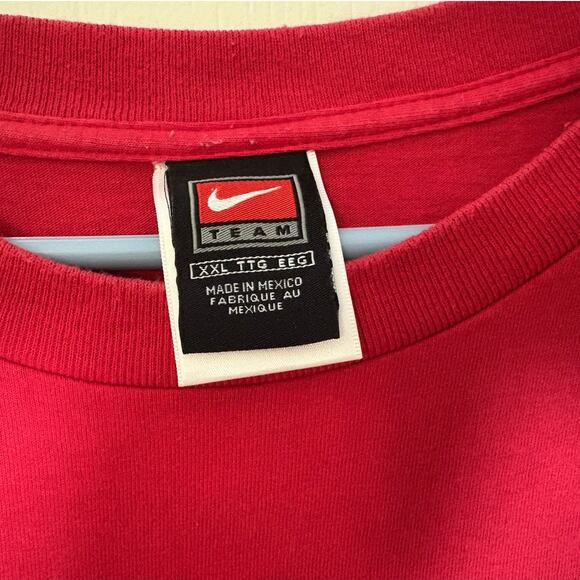 TEAM
XXL TTG EEG
MADE IN MEXICO
FABRIQUE AU
MEXIQUE